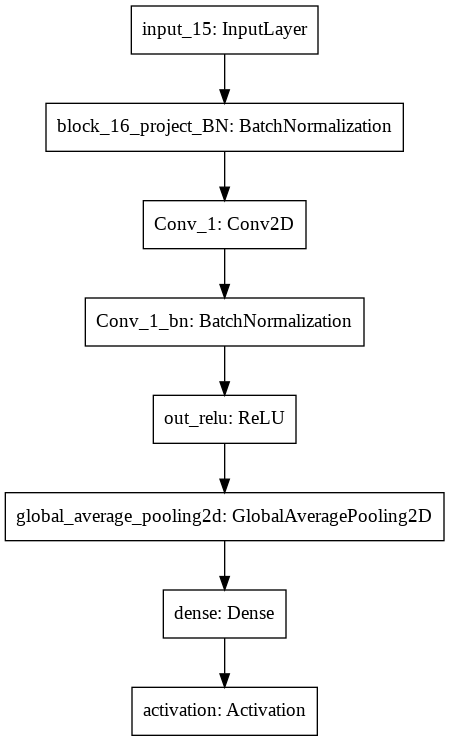 input_15: InputLayer
block_16_project_BN: BatchNormalization
Conv_1: Conv2D
Conv_1_bn: BatchNormalization
out_relu: ReLU
global_average_pooling2d: GlobalAveragePooling2D
dense: Dense
activation: Activation